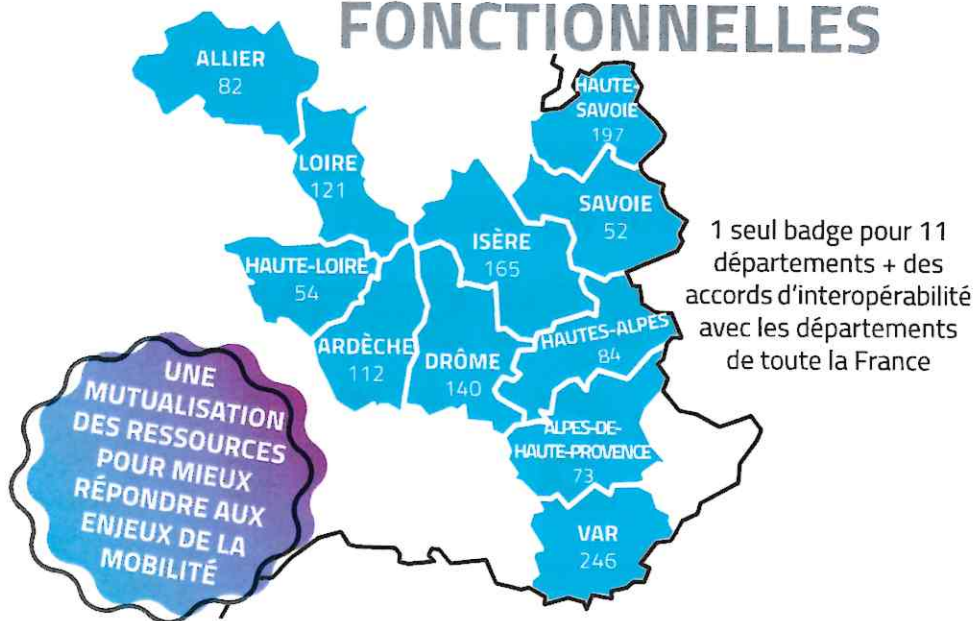 FONCTIONNELLES
ALLIER
82
HAUTE-
SAVOIE
197
LOIRE
121
SAVOIE
52
ISÈRE
165
HAUTE-LOIRE
54
HAUTES-ALPES
84
ARDÈCHE
112
DRÔME
140
ALPES-DE-
HAUTE-PROVENCE
73
VAR
246
1 seul badge pour 11
départements + des
accords d'interopérabilité
avec les départements
de toute la France
UNE
MUTUALISATION
DES RESSOURCES
POUR MIEUX
RÉPONDRE AUX
ENJEUX DE LA
MOBILITÉ